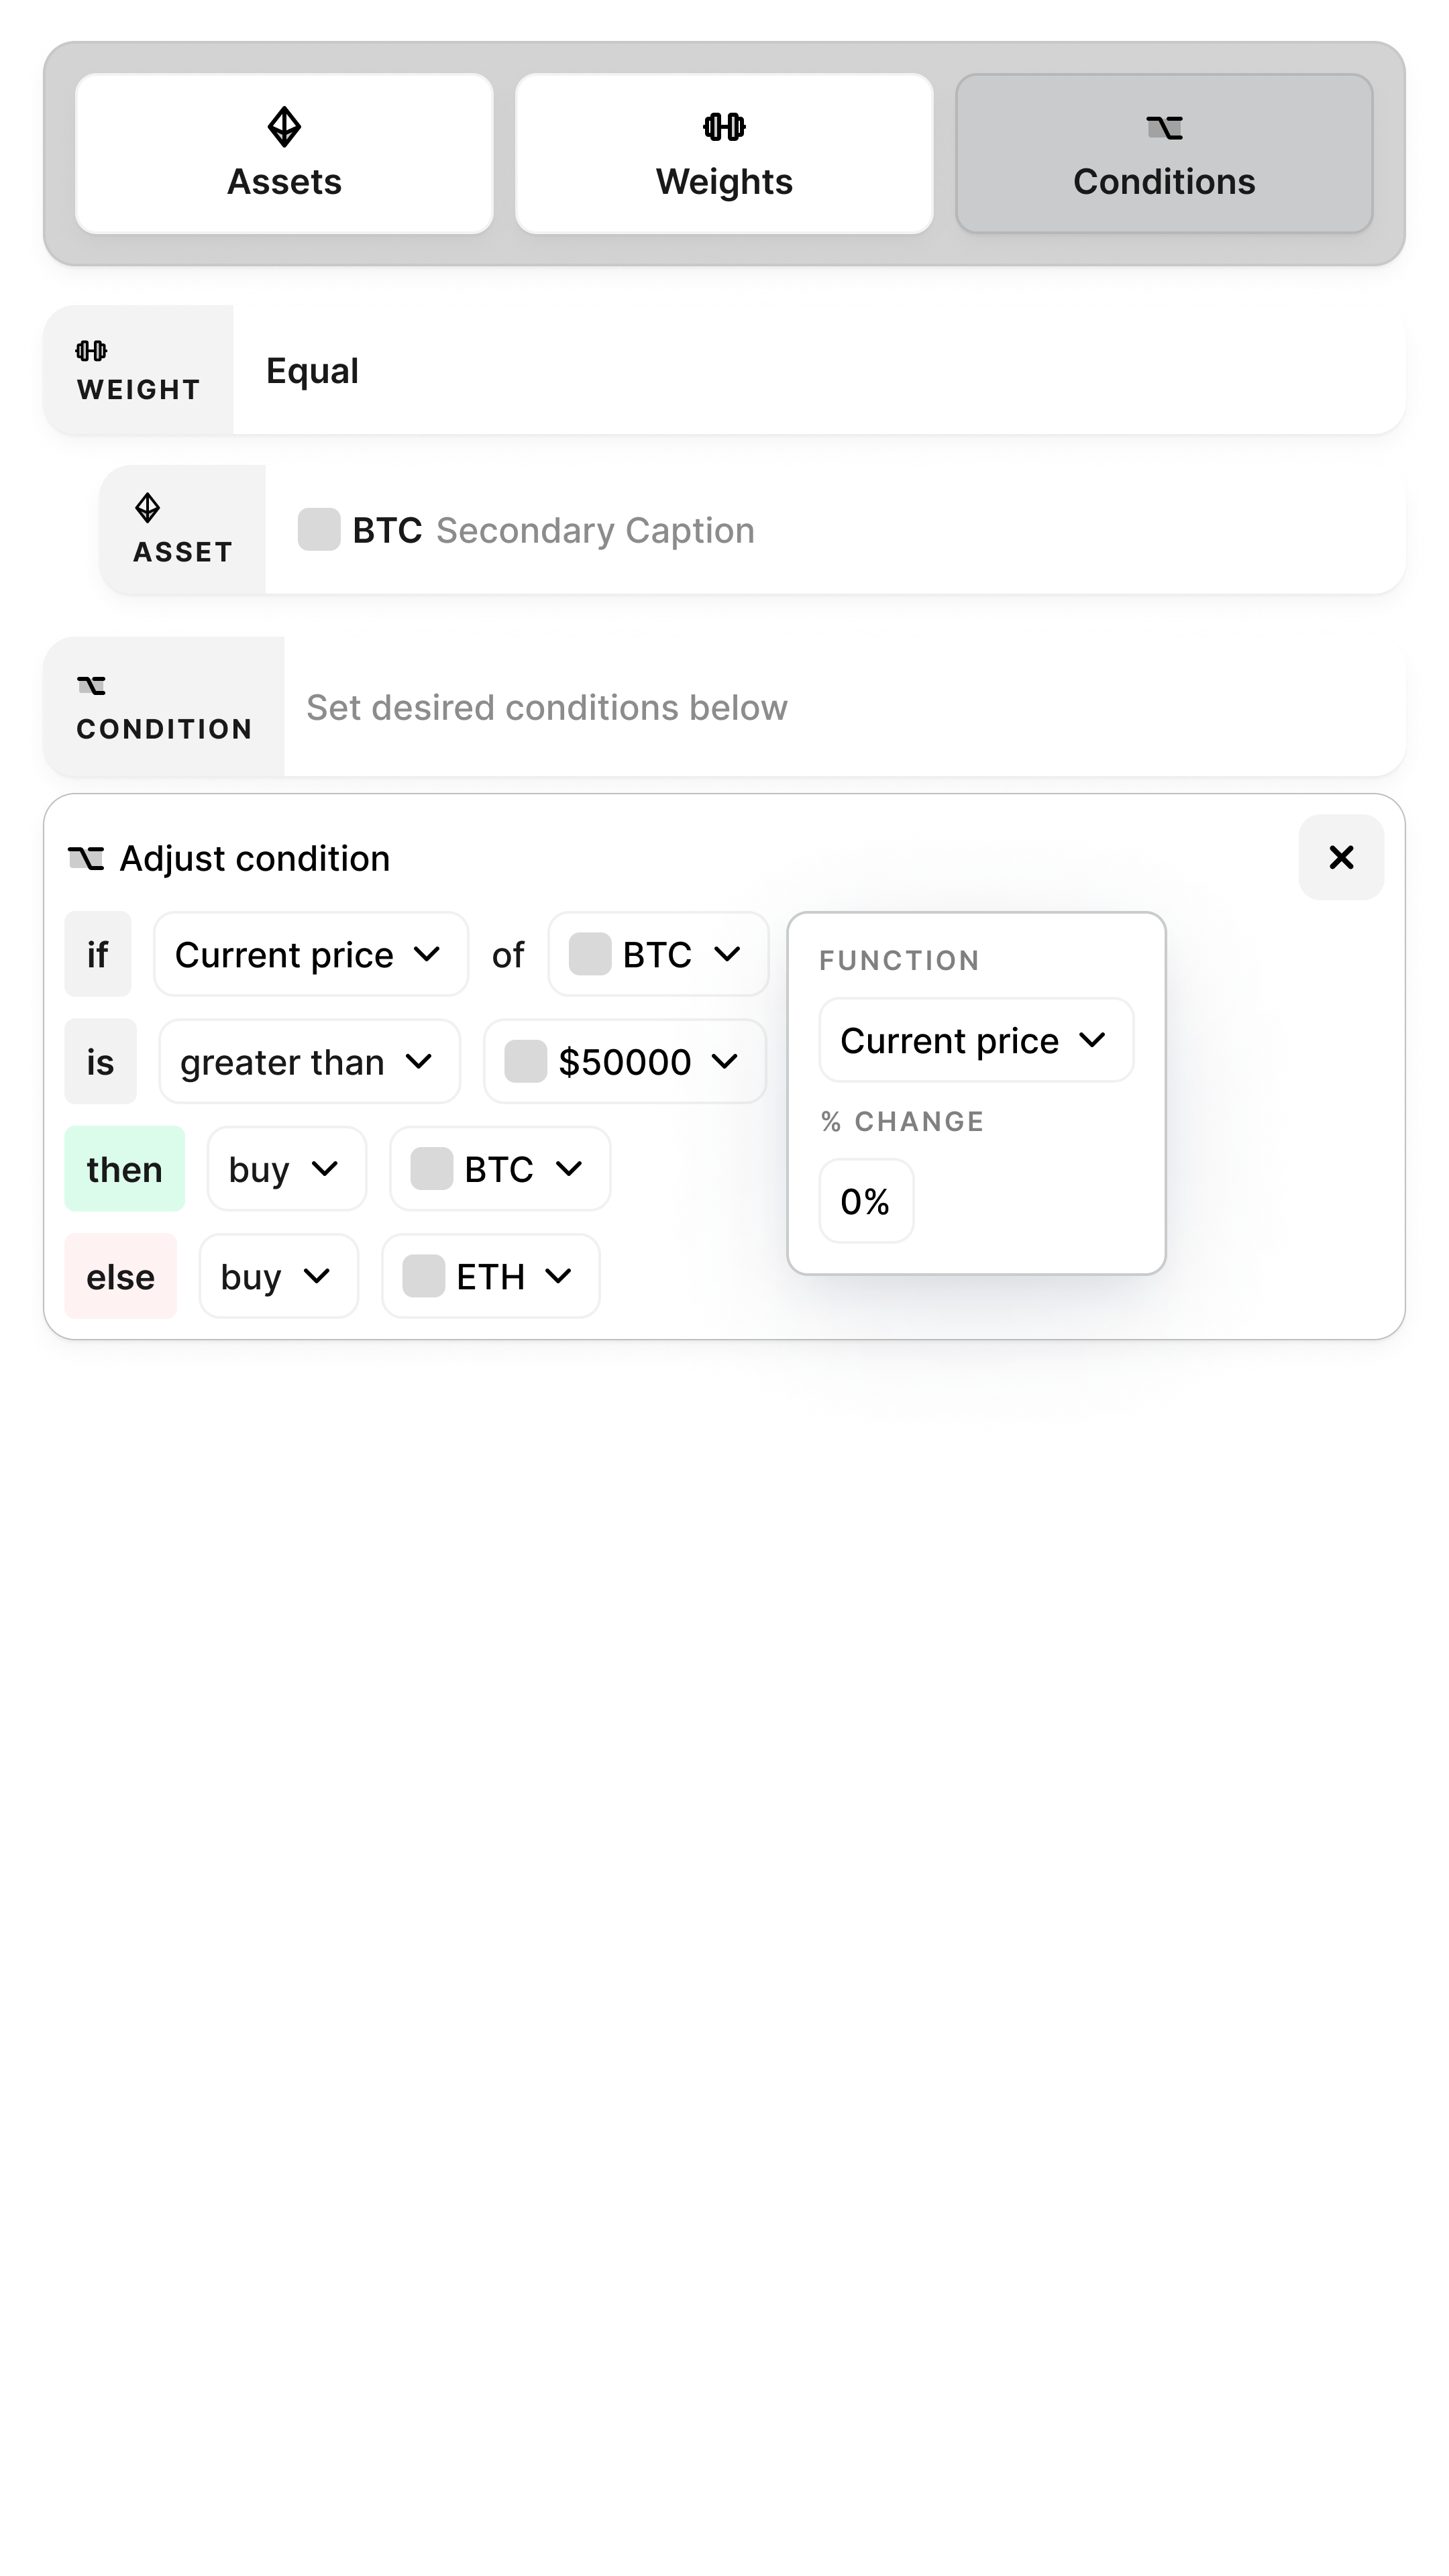 Assets
Weights
Conditions
WEIGHT
Equal
ASSET
BTC Secondary Caption
CONDITION
Set desired conditions below
Adjust condition
if Current price of BTC
is greater than $50000
then buy BTC
else buy ETH
FUNCTION
Current price
% CHANGE
0%